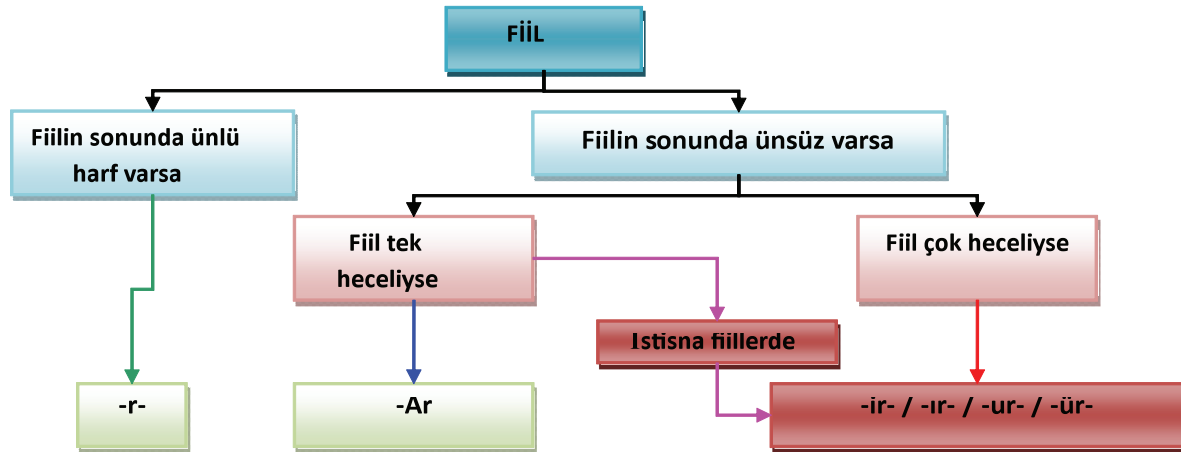 FİİL
Fiilin sonunda ünlü
harf varsa
Fiilin sonunda ünsüz varsa
Fiil tek
heceliyse
Fiil çok heceliyse
Istisna fiillerde
-r-
-Ar
-ir- / -ır- / -ur- / -ür-